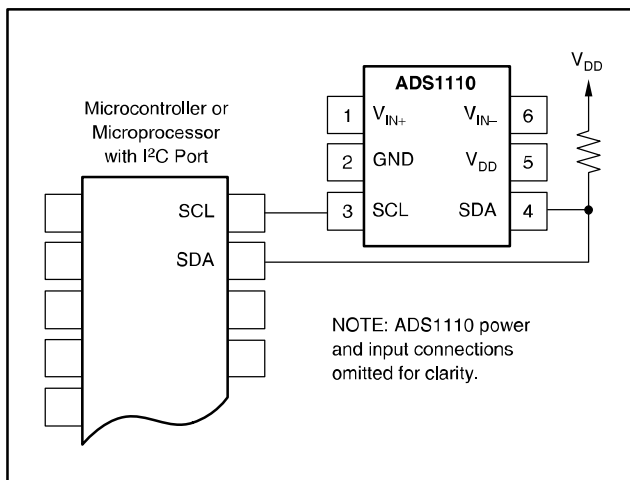 Microcontroller or
Microprocessor
with I²C Port
SCL
SDA
ADS1110
1 V_IN+ V_IN– 6
2 GND V_DD 5
3 SCL SDA 4
V_DD
NOTE: ADS1110 power
and input connections
omitted for clarity.